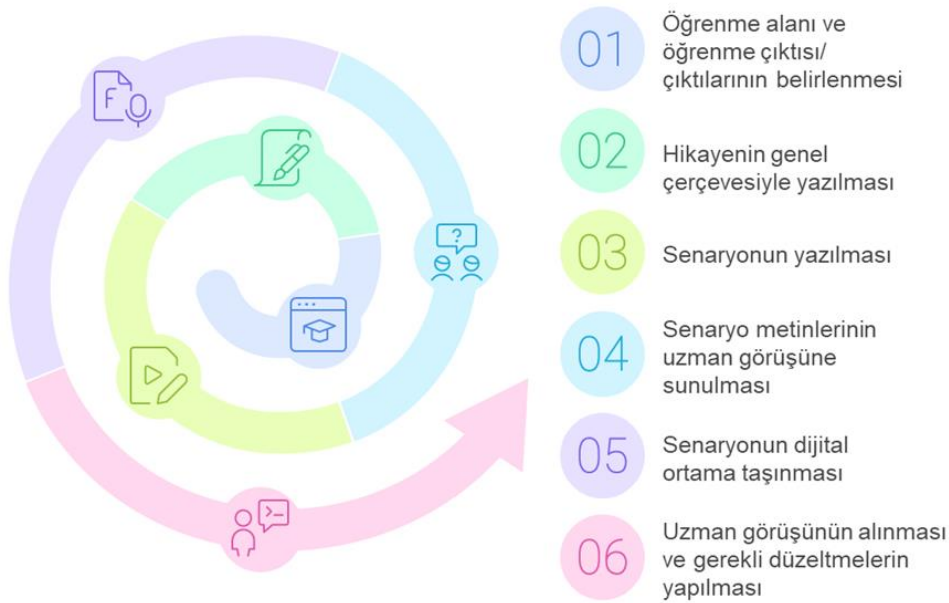 01
Öğrenme alanı ve
öğrenme çıktısı/
çıktılarının belirlenmesi
02
Hikayenin genel
çerçevesiyle yazılması
03
Senaryonun yazılması
04
Senaryo metinlerinin
uzman görüşüne
sunulması
05
Senaryonun dijital
ortama taşınması
06
Uzman görüşünün alınması
ve gerekli düzeltmelerin
yapılması
F
?